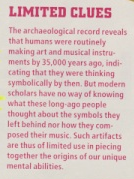 LIMITED CLUES
The archaeological record reveals
that humans were routinely
making art and musical instru-
ments by 35,000 years ago, indi-
cating that they were thinking
symbolically by then. But modern
scholars have no way of knowing
what these long-ago people
thought about the symbols they
left behind nor how they com-
posed their music. Such artifacts
are thus of limited use in piecing
together the origins of our unique
mental abilities.